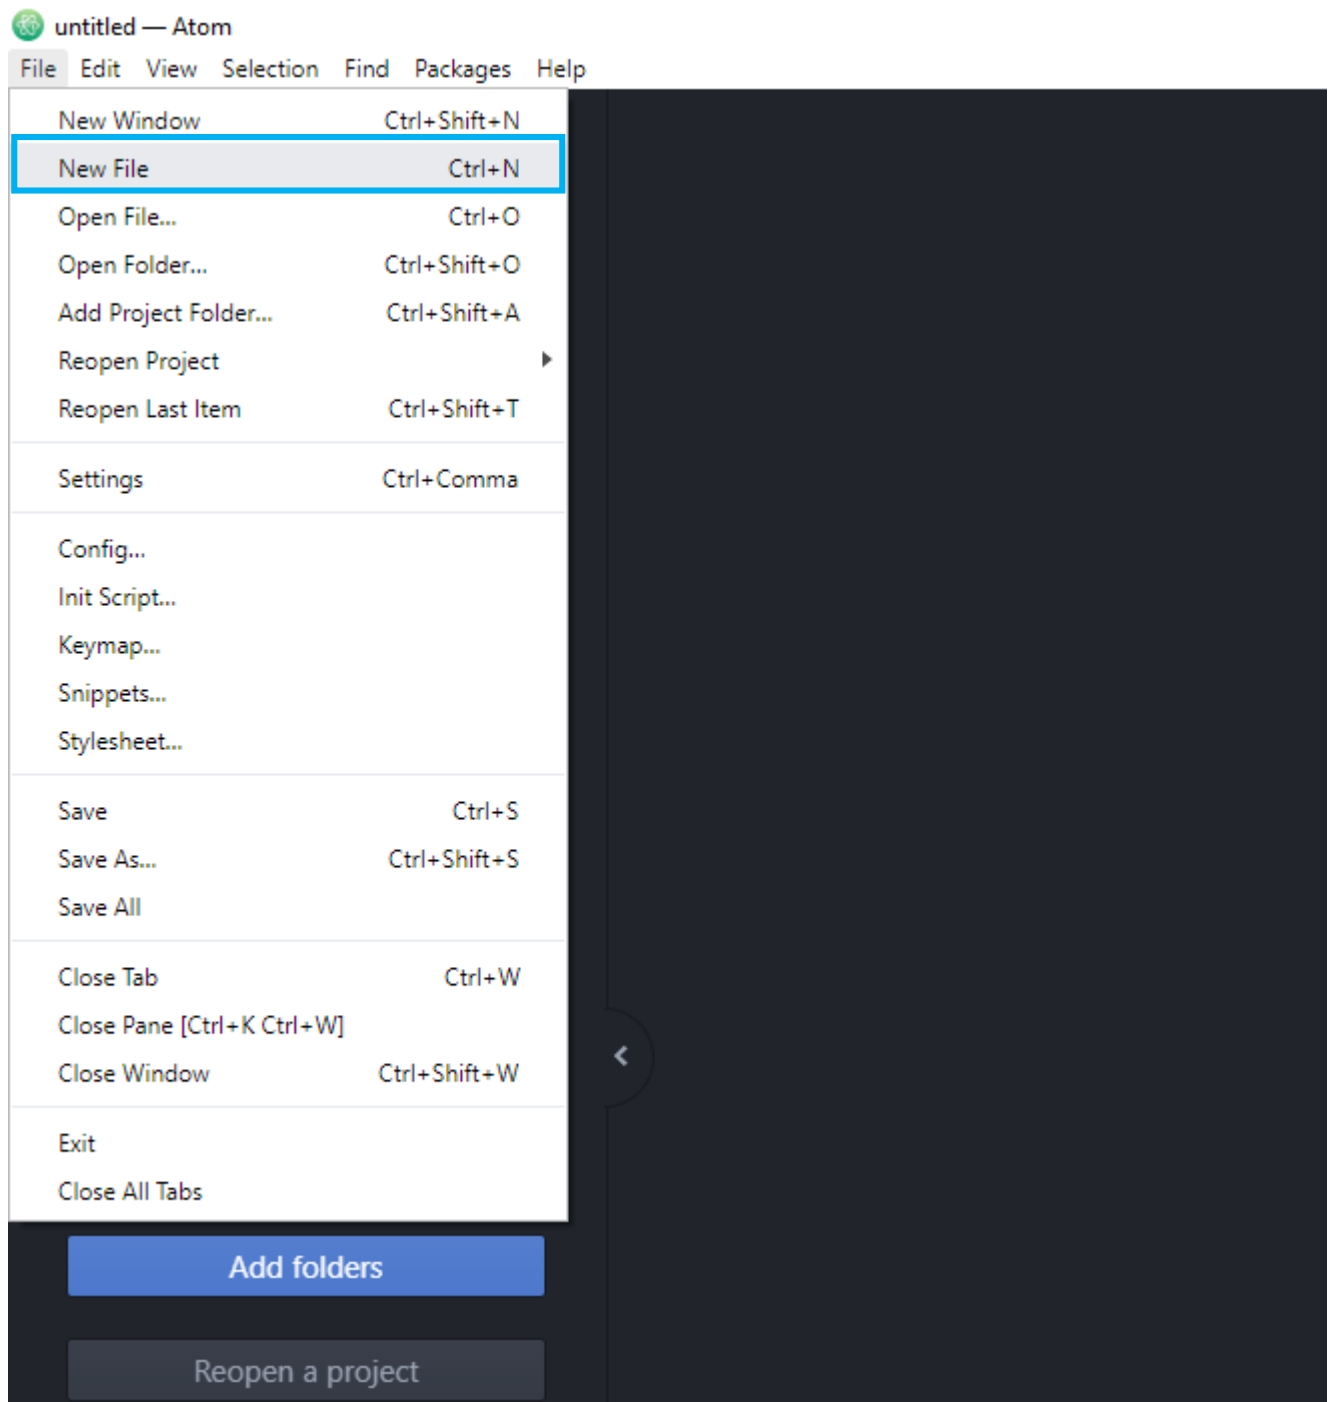 untitled — Atom
File Edit View Selection Find Packages Help
New Window Ctrl+Shift+N
New File Ctrl+N
Open File... Ctrl+O
Open Folder... Ctrl+Shift+O
Add Project Folder... Ctrl+Shift+A
Reopen Project
Reopen Last Item Ctrl+Shift+T
Settings Ctrl+Comma
Config...
Init Script...
Keymap...
Snippets...
Stylesheet...
Save Ctrl+S
Save As... Ctrl+Shift+S
Save All
Close Tab Ctrl+W
Close Pane [Ctrl+K Ctrl+W]
Close Window Ctrl+Shift+W
Exit
Close All Tabs
Add folders
Reopen a project